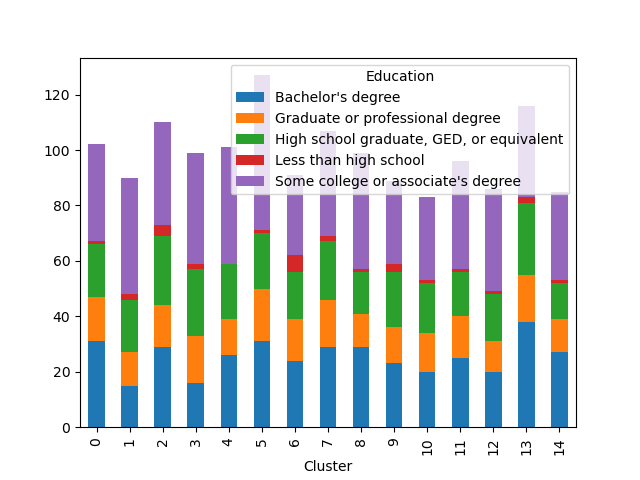 Education
Bachelor's degree
Graduate or professional degree
High school graduate, GED, or equivalent
Less than high school
Some college or associate's degree
120
100
80
60
40
20
0
0 1 2 3 4 5 6 7 8 9 10 11 12 13 14
Cluster